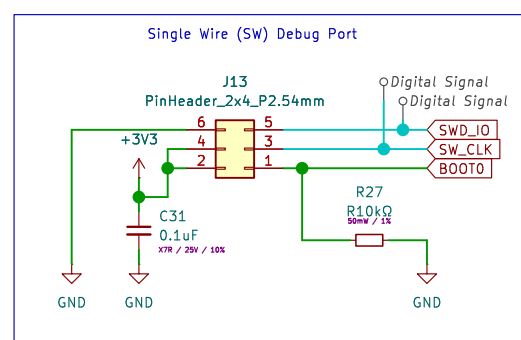 Single Wire (SW) Debug Port
J13
PinHeader_2x4_P2.54mm
Digital Signal
Digital Signal
6 5 SWD_IO
+3V3 4 3 SW_CLK
2 1 BOOT0
C31
0.1uF
X7R / 25V / 10%
R27
R10kΩ
50mW / 1%
GND GND GND